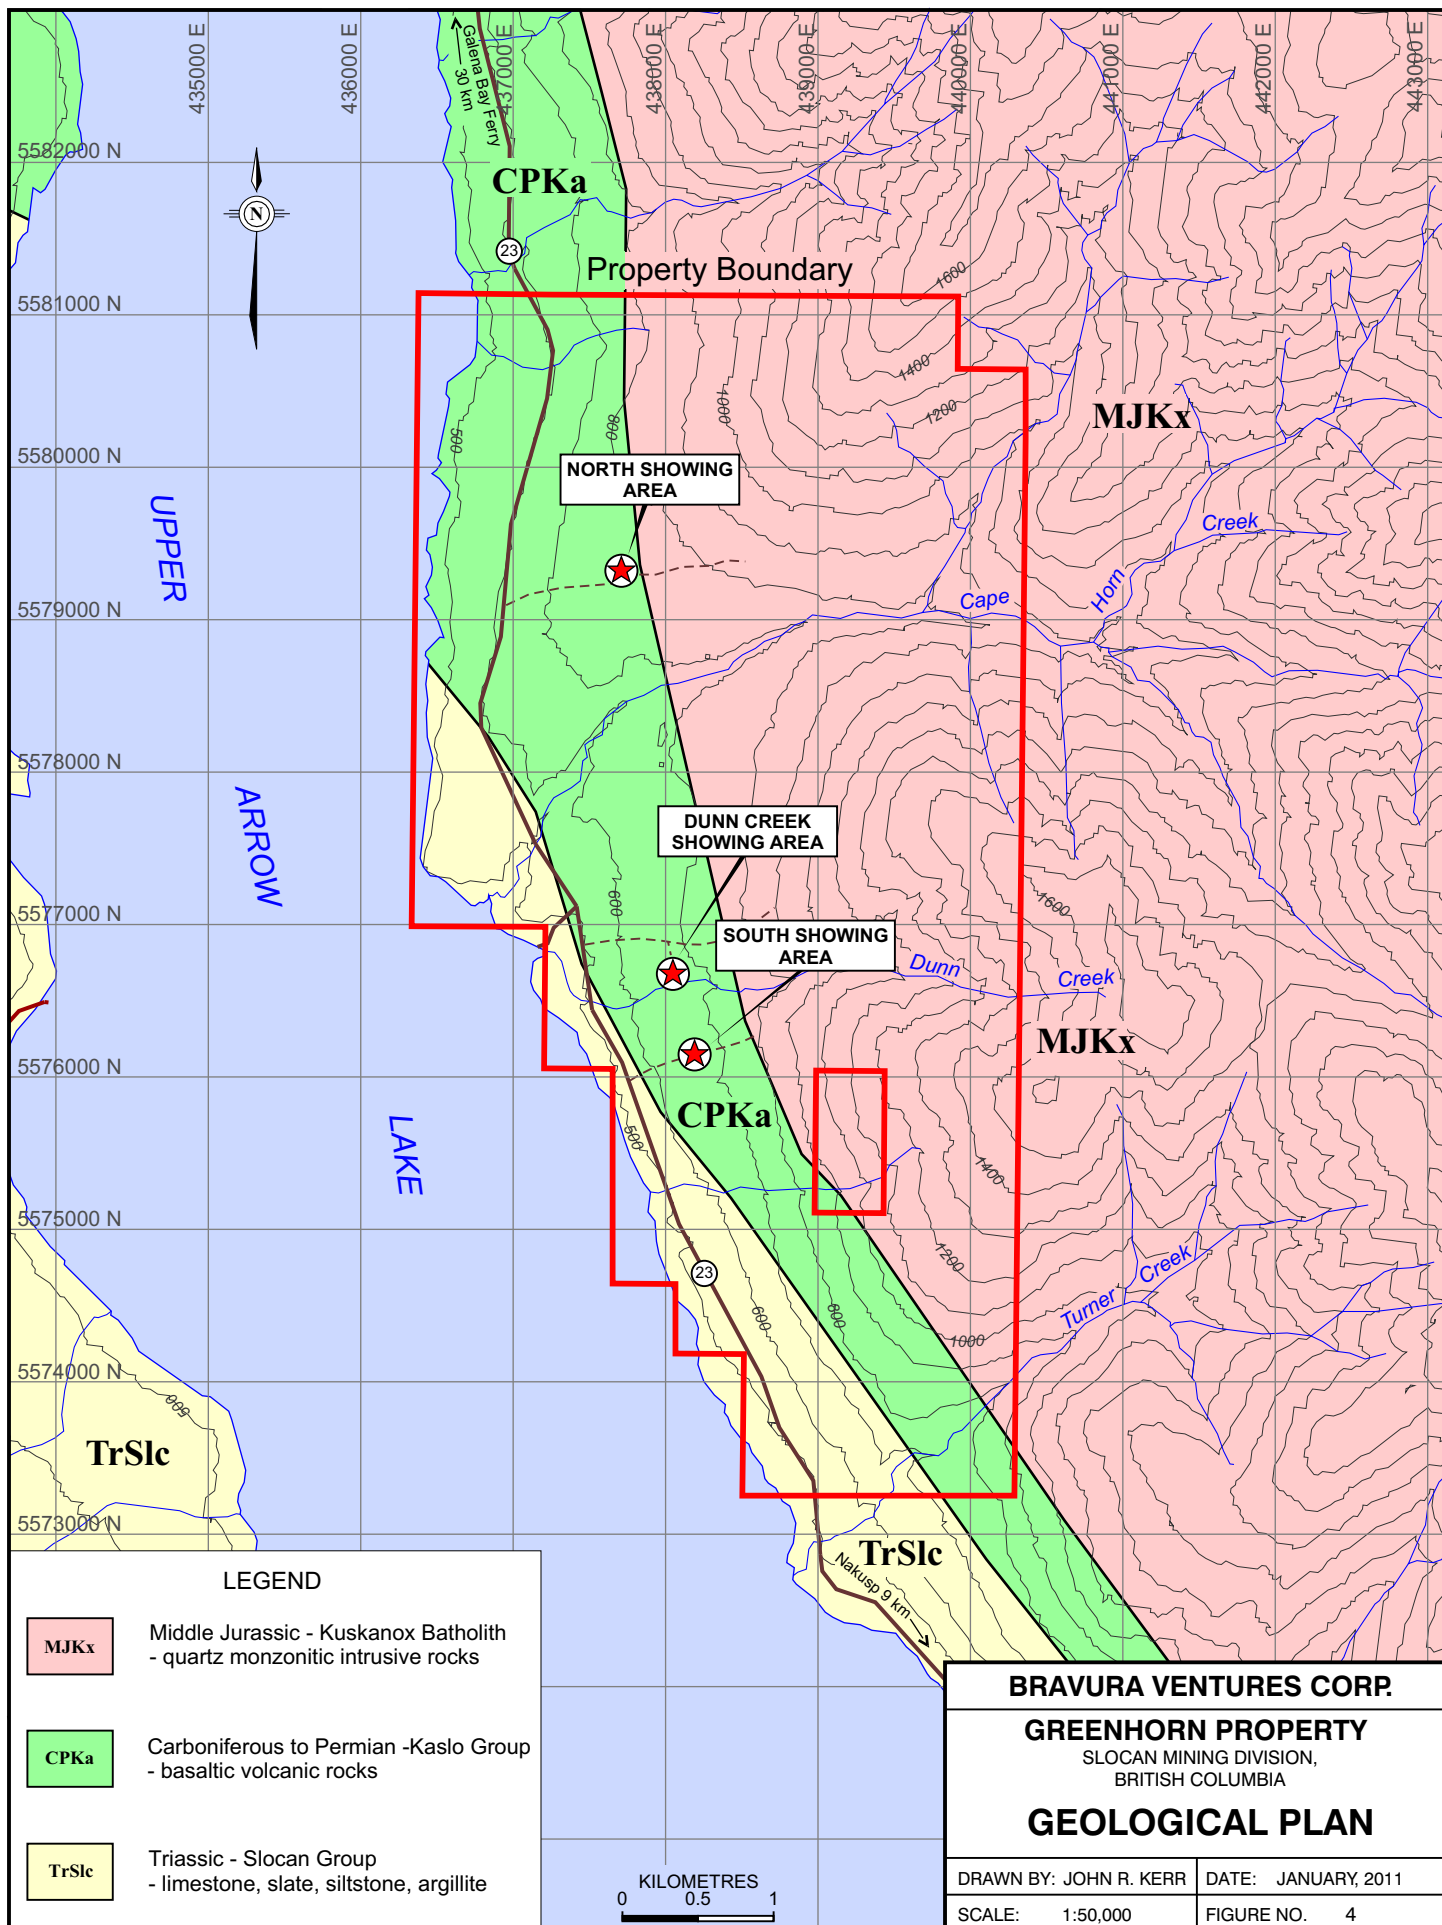 435000 E
436000 E
437000 E
438000 E
439000 E
440000 E
441000 E
442000 E
443000 E
Galena Bay Ferry
30 km
5582000 N
CPKa
N
23
Property Boundary
1600
5581000 N
1400
1200
1000
800
500
MJKx
5580000 N
NORTH SHOWING
AREA
UPPER
Creek
Horn
Cape
5579000 N
5578000 N
ARROW
DUNN CREEK
SHOWING AREA
600
1600
5577000 N
SOUTH SHOWING
AREA
Dunn
Creek
MJKx
5576000 N
CPKa
LAKE
500
1400
5575000 N
1200
23
Creek
Turner
600
800
1000
5574000 N
500
TrSlc
5573000 N
TrSlc
Nakusp 9 km
LEGEND
MJKx
Middle Jurassic - Kuskanox Batholith
- quartz monzonitic intrusive rocks
CPKa
Carboniferous to Permian -Kaslo Group
- basaltic volcanic rocks
TrSlc
Triassic - Slocan Group
- limestone, slate, siltstone, argillite
KILOMETRES
0 0.5 1
BRAVURA VENTURES CORP.
GREENHORN PROPERTY
SLOCAN MINING DIVISION,
BRITISH COLUMBIA
GEOLOGICAL PLAN
DRAWN BY: JOHN R. KERR
DATE: JANUARY, 2011
SCALE: 1:50,000
FIGURE NO. 4